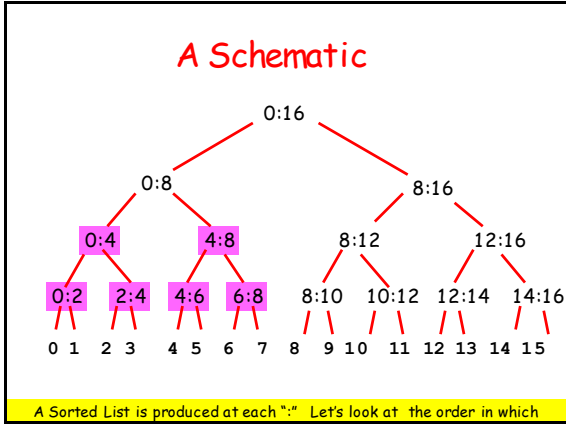 A Schematic
0:16
0:8 8:16
0:4 4:8 8:12 12:16
0:2 2:4 4:6 6:8 8:10 10:12 12:14 14:16
0 1 2 3 4 5 6 7 8 9 10 11 12 13 14 15
A Sorted List is produced at each “:” Let’s look at the order in which